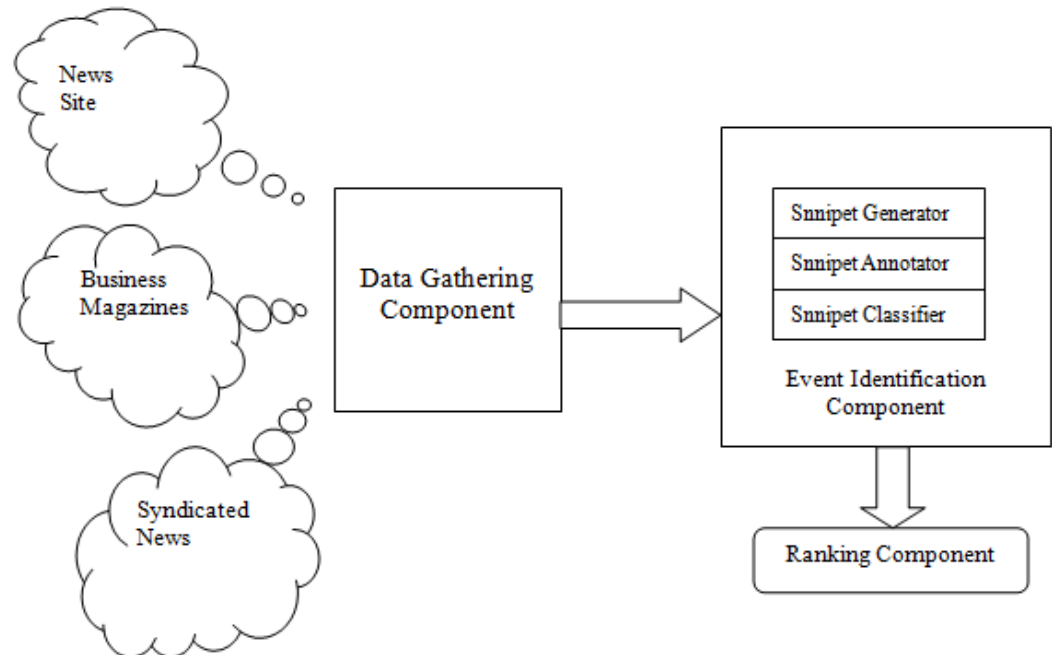 News
Site
Business
Magazines
Syndicated
News
Data Gathering
Component
Snnipet Generator
Snnipet Annotator
Snnipet Classifier
Event Identification
Component
Ranking Component